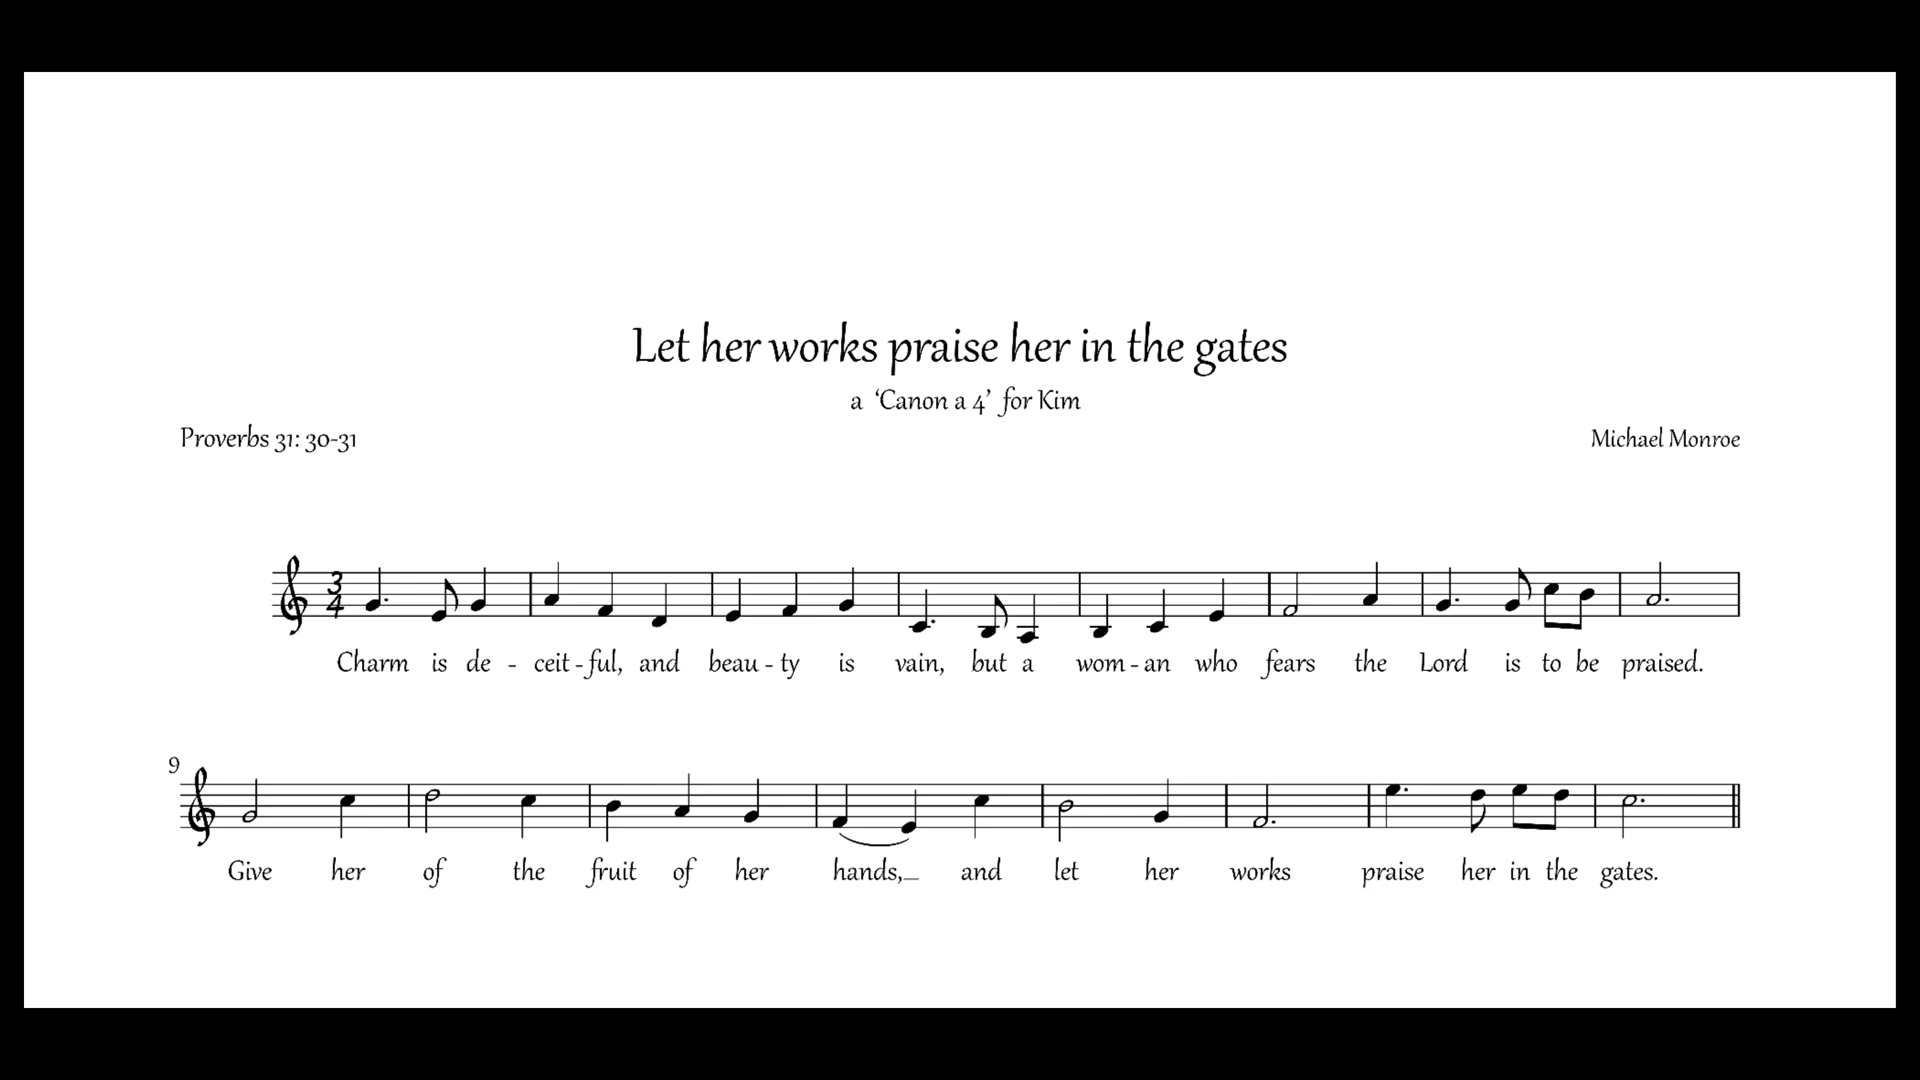 Let her works praise her in the gates
a 'Canon a 4' for Kim
Proverbs 31: 30-31
Michael Monroe
3
4
Charm is de - ceit - ful, and beau - ty is vain, but a wom - an who fears the Lord is to be praised.
9
Give her of the fruit of her hands,_ and let her works praise her in the gates.